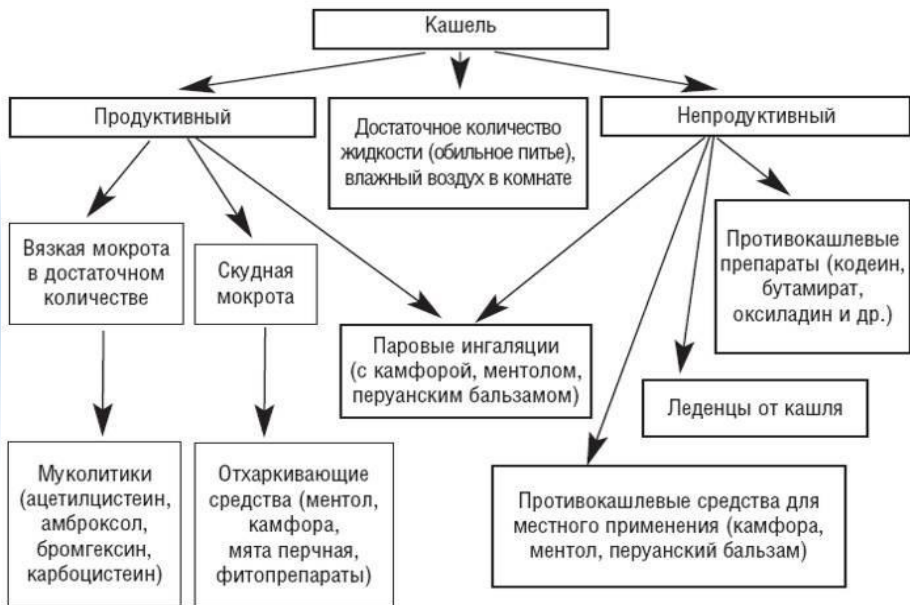 Кашель
Продуктивный
Достаточное количество
жидкости (обильное питье),
влажный воздух в комнате
Непродуктивный
Вязкая мокрота
в достаточном
количестве
Скудная
мокрота
Противокашлевые
препараты (кодеин,
бутамират,
оксиладин и др.)
Паровые ингаляции
(с камфорой, ментолом,
перуанским бальзамом)
Леденцы от кашля
Муколитики
(ацетилцистеин,
амброксол,
бромгексин,
карбоцистеин)
Отхаркивающие
средства (ментол,
камфора,
мята перчная,
фитопрепараты)
Противокашлевые средства для
местного применения (камфора,
ментол, перуанский бальзам)